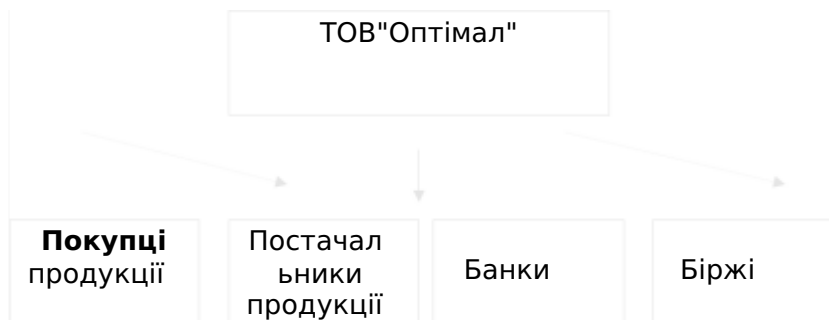 ТОВ"Оптімал"
Покупці
продукції
Постачал
ьники
продукції
Банки
Біржі